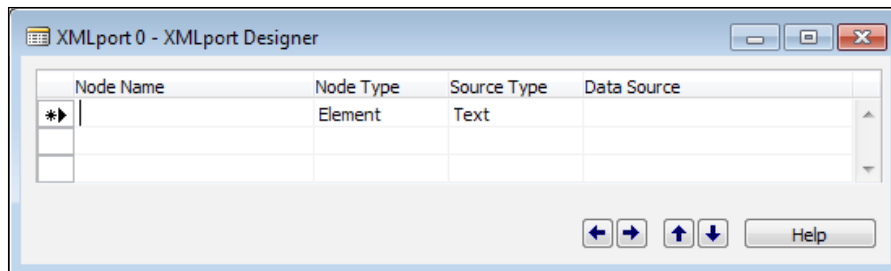 XMLport 0 - XMLport Designer
Node Name Node Type Source Type Data Source
Element Text
Help